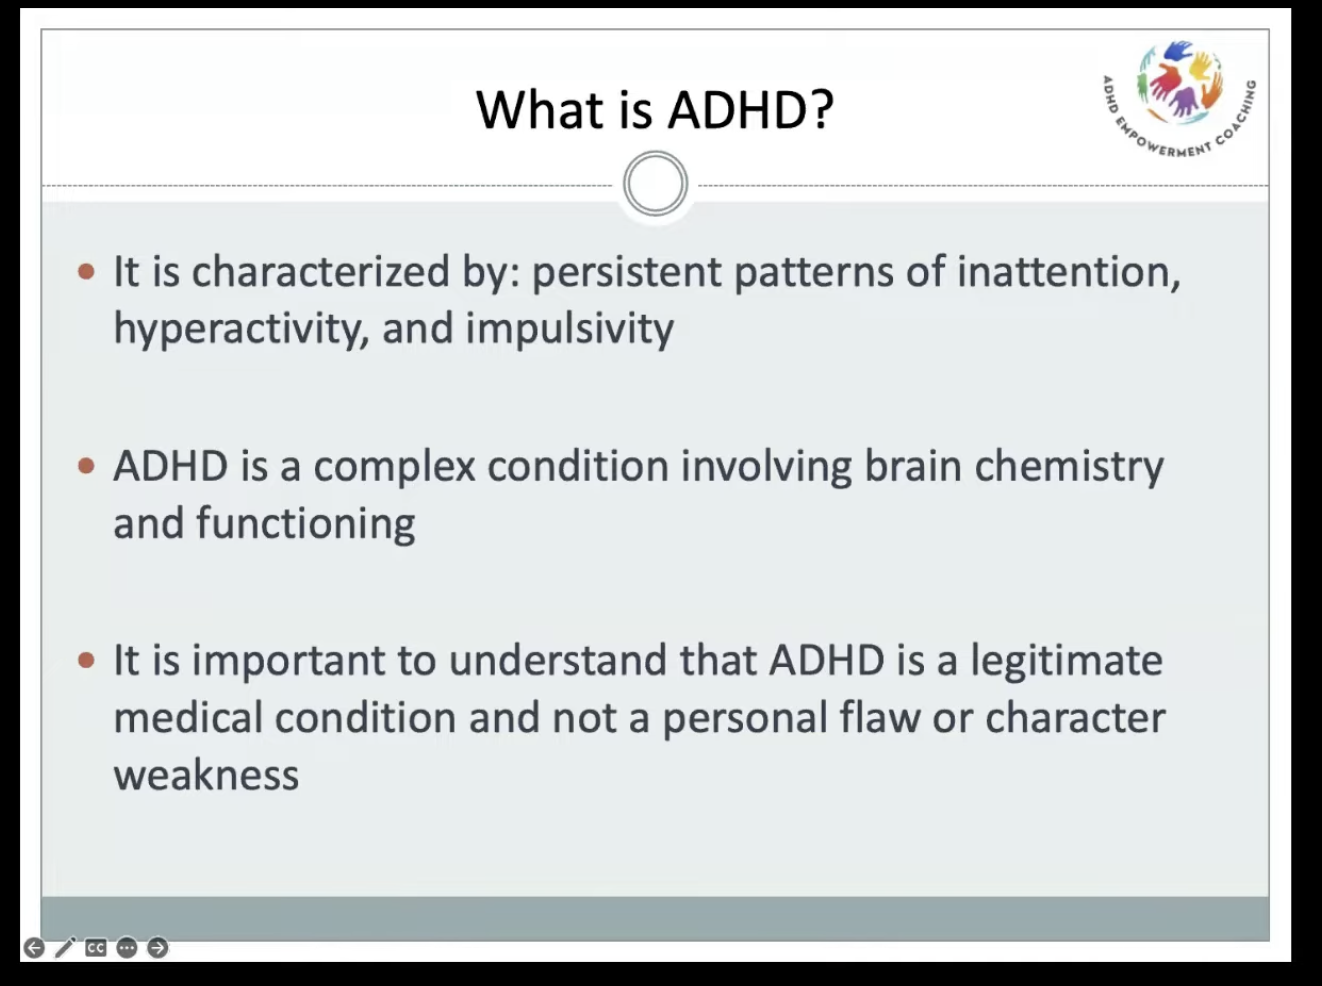 What is ADHD?
ADHD EMPOWERMENT COACHING
• It is characterized by: persistent patterns of inattention,
hyperactivity, and impulsivity
• ADHD is a complex condition involving brain chemistry
and functioning
• It is important to understand that ADHD is a legitimate
medical condition and not a personal flaw or character
weakness
CC